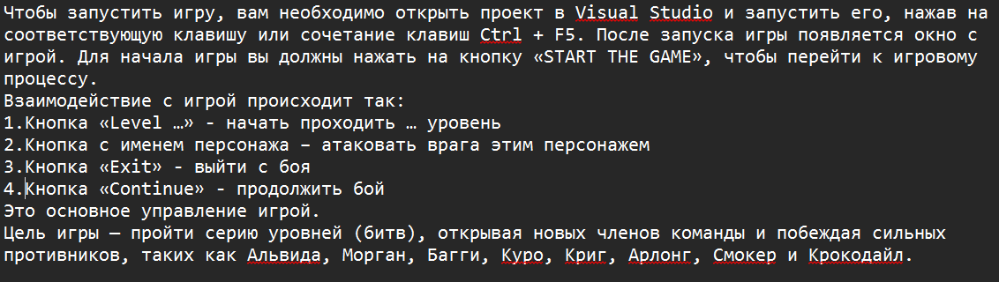 Чтобы запустить игру, вам необходимо открыть проект в Visual Studio и запустить его, нажав на
соответствующую клавишу или сочетание клавиш Ctrl + F5. После запуска игры появляется окно с
игрой. Для начала игры вы должны нажать на кнопку «START THE GAME», чтобы перейти к игровому
процессу.
Взаимодействие с игрой происходит так:
1.Кнопка «Level …» - начать проходить … уровень
2.Кнопка с именем персонажа – атаковать врага этим персонажем
3.Кнопка «Exit» - выйти с боя
4.Кнопка «Continue» - продолжить бой
Это основное управление игрой.
Цель игры — пройти серию уровней (битв), открывая новых членов команды и побеждая сильных
противников, таких как Альвида, Морган, Багги, Куро, Криг, Арлонг, Смокер и Крокодайл.